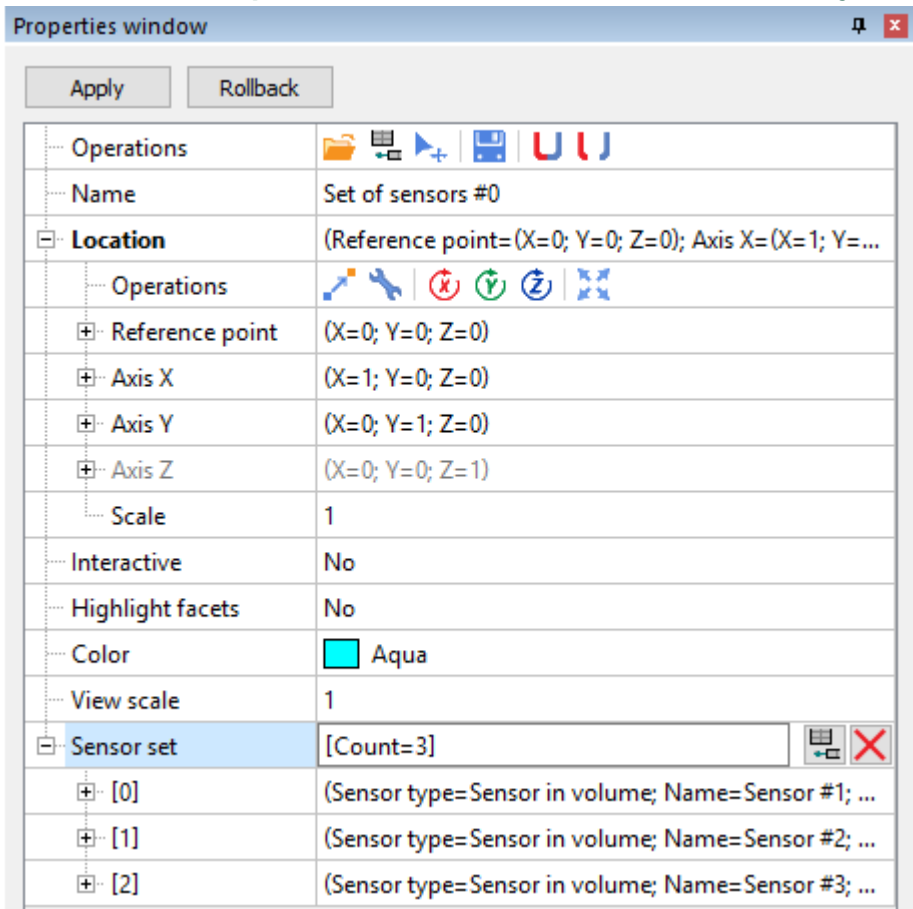 Properties window
Apply Rollback
Operations
Name Set of sensors #0
Location (Reference point=(X=0; Y=0; Z=0); Axis X=(X=1; Y=...
Operations X Y Z
Reference point (X=0; Y=0; Z=0)
Axis X (X=1; Y=0; Z=0)
Axis Y (X=0; Y=1; Z=0)
Axis Z (X=0; Y=0; Z=1)
Scale 1
Interactive No
Highlight facets No
Color Aqua
View scale 1
Sensor set [Count=3]
[0] (Sensor type=Sensor in volume; Name=Sensor #1; ...
[1] (Sensor type=Sensor in volume; Name=Sensor #2; ...
[2] (Sensor type=Sensor in volume; Name=Sensor #3; ...